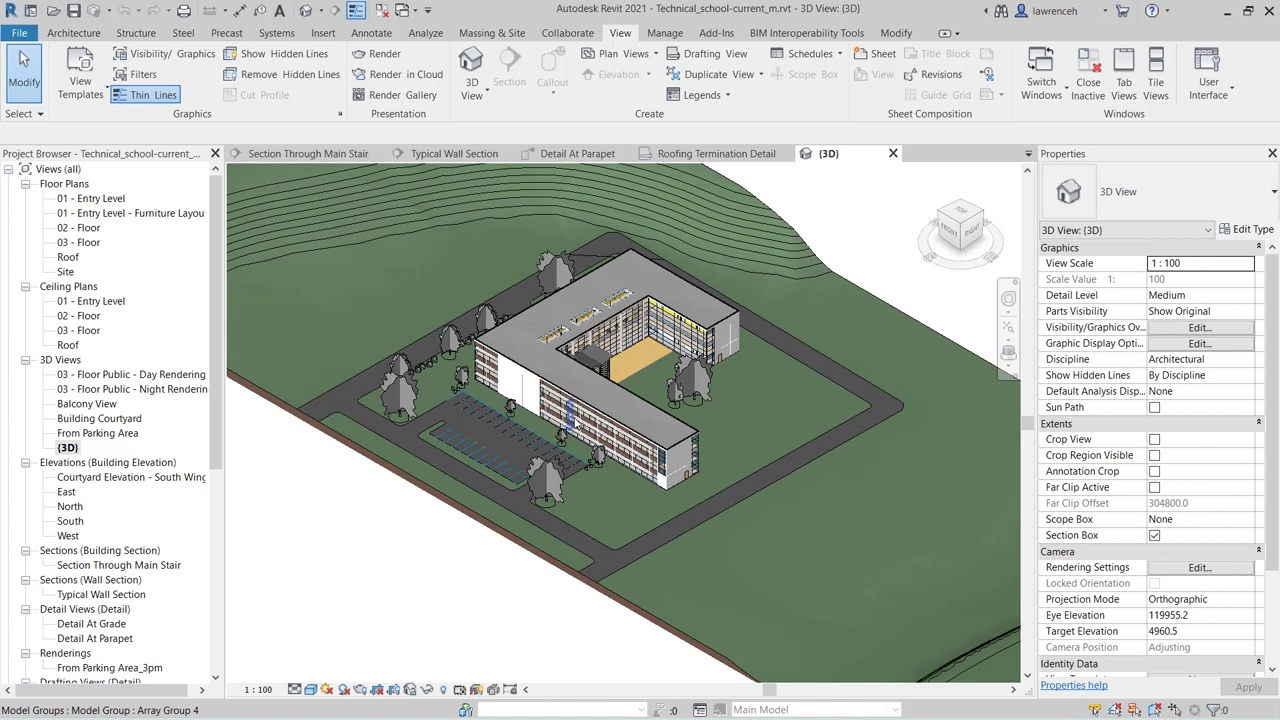 Autodesk Revit 2021 - Technical_school-current_m.rvt - 3D View: {3D}
lawrenceh
File
Architecture
Structure
Steel
Precast
Systems
Insert
Annotate
Analyze
Massing & Site
Collaborate
View
Manage
Add-Ins
BIM Interoperability Tools
Modify
Modify
Select
View
Templates
Visibility/ Graphics
Filters
Thin Lines
Show Hidden Lines
Remove Hidden Lines
Cut Profile
Graphics
Render
Render in Cloud
Render Gallery
Presentation
3D
View
Section
Callout
Plan Views
Elevation
Drafting View
Duplicate View
Legends
Schedules
Scope Box
Create
Sheet
View
Title Block
Revisions
Guide Grid
Sheet Composition
Switch
Windows
Close
Inactive
Tab
Views
Tile
Views
Windows
User
Interface
Project Browser - Technical_school-current_...
Views (all)
Floor Plans
01 - Entry Level
01 - Entry Level - Furniture Layou
02 - Floor
03 - Floor
Roof
Site
Ceiling Plans
01 - Entry Level
02 - Floor
03 - Floor
Roof
3D Views
03 - Floor Public - Day Rendering
03 - Floor Public - Night Renderin
Balcony View
Building Courtyard
From Parking Area
{3D}
Elevations (Building Elevation)
Courtyard Elevation - South Wing
East
North
South
West
Sections (Building Section)
Section Through Main Stair
Sections (Wall Section)
Typical Wall Section
Detail Views (Detail)
Detail At Grade
Detail At Parapet
Renderings
From Parking Area_3pm
Drafting Views (Detail)
Section Through Main Stair
Typical Wall Section
Detail At Parapet
Roofing Termination Detail
{3D}
TOP
FRONT
RIGHT
Properties
3D View
3D View: {3D}
Edit Type
Graphics
View Scale 1 : 100
Scale Value 1: 100
Detail Level Medium
Parts Visibility Show Original
Visibility/Graphics Ov... Edit...
Graphic Display Opti... Edit...
Discipline Architectural
Show Hidden Lines By Discipline
Default Analysis Disp... None
Sun Path
Extents
Crop View
Crop Region Visible
Annotation Crop
Far Clip Active
Far Clip Offset 304800.0
Scope Box None
Section Box
Camera
Rendering Settings Edit...
Locked Orientation
Projection Mode Orthographic
Eye Elevation 119955.2
Target Elevation 4960.5
Camera Position Adjusting
Identity Data
Properties help
Apply
1 : 100
Model Groups : Model Group : Array Group 4
:0
Main Model
:0